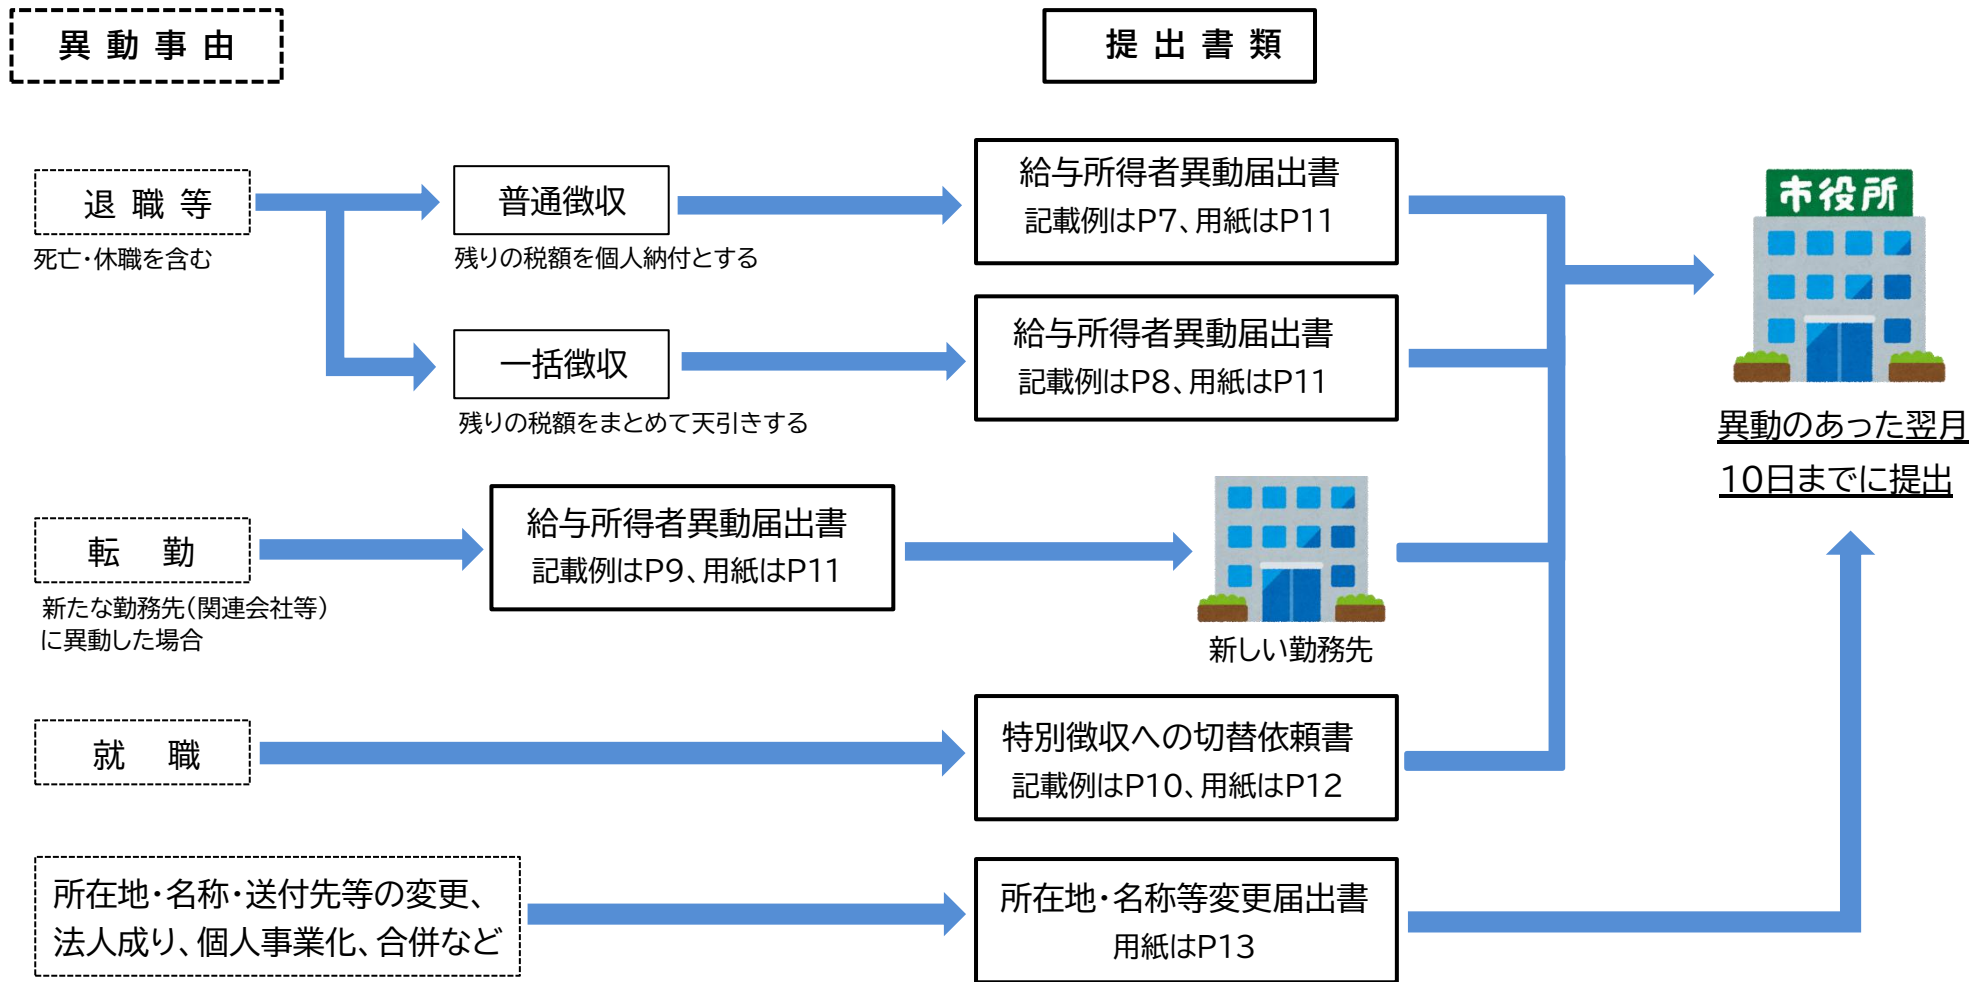 異動事由
提出書類
退職等
死亡・休職を含む
普通徴収
残りの税額を個人納付とする
給与所得者異動届出書
記載例はP7、用紙はP11
市役所
一括徴収
残りの税額をまとめて天引きする
給与所得者異動届出書
記載例はP8、用紙はP11
異動のあった翌月
10日までに提出
転　勤
新たな勤務先（関連会社等）
に異動した場合
給与所得者異動届出書
記載例はP9、用紙はP11
新しい勤務先
就　職
特別徴収への切替依頼書
記載例はP10、用紙はP12
所在地・名称・送付先等の変更、
法人成り、個人事業化、合併など
所在地・名称等変更届出書
用紙はP13